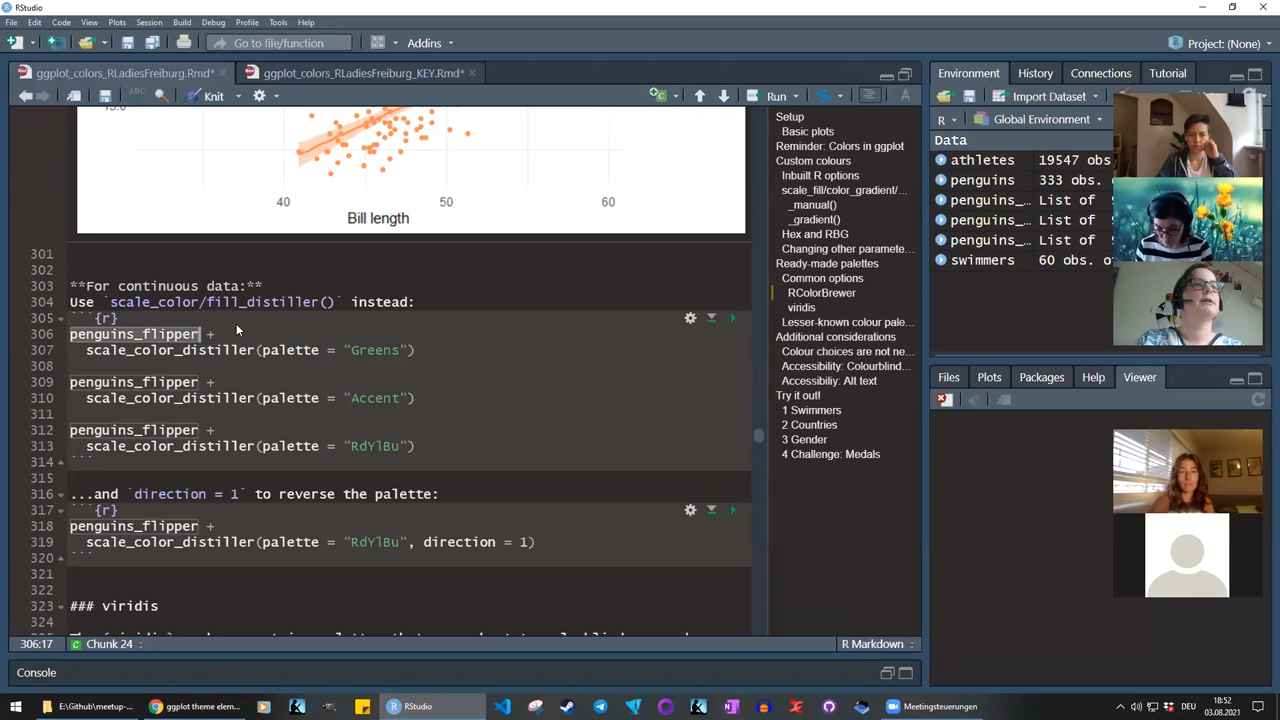 RStudio
File Edit Code View Plots Session Build Debug Profile Tools Help
Go to file/function
Addins
Project: (None)
ggplot_colors_RLadiesFreiburg.Rmd*
ggplot_colors_RLadiesFreiburg_KEY.Rmd*
ABC
Knit
Run
15.0
40 50 60
Bill length
301
302
303 **For continuous data:**
304 Use `scale_color/fill_distiller()` instead:
305 ```{r}
306 penguins_flipper +
307 scale_color_distiller(palette = "Greens")
308
309 penguins_flipper +
310 scale_color_distiller(palette = "Accent")
311
312 penguins_flipper +
313 scale_color_distiller(palette = "RdYlBu")
314 ```
315
316 ...and `direction = 1` to reverse the palette:
317 ```{r}
318 penguins_flipper +
319 scale_color_distiller(palette = "RdYlBu", direction = 1)
320 ```
321
322
323 ### viridis
324
306:17
Chunk 24
R Markdown
Console
Setup
Basic plots
Reminder: Colors in ggplot
Custom colours
Inbuilt R options
scale_fill/color_gradient/...
_manual()
_gradient()
Hex and RBG
Changing other paramete...
Ready-made palettes
Common options
RColorBrewer
viridis
Lesser-known colour pale...
Additional considerations
Colour choices are not ne...
Accessibility: Colourblind...
Accessibiliy: Alt text
Try it out!
1 Swimmers
2 Countries
3 Gender
4 Challenge: Medals
Environment History Connections Tutorial
Import Dataset
R Global Environment
Data
athletes 19547 obs.
penguins 333 obs.
penguins_... List of
penguins_... List of
penguins_... List of
swimmers 60 obs.
Files Plots Packages Help Viewer
E:\Github\meetup-...
ggplot theme elem...
RStudio
Meetingsteuerungen
DEU
18:52
03.08.2021